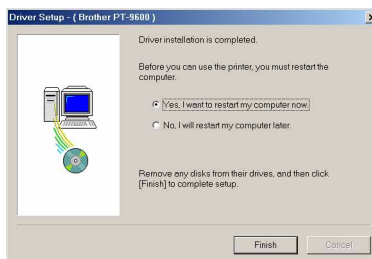 Driver Setup - ( Brother PT-9600 )
Driver installation is completed.
Before you can use the printer, you must restart the
computer.
Yes, I want to restart my computer now.
No, I will restart my computer later.
Remove any disks from their drives, and then click
[Finish] to complete setup.
Finish
Cancel